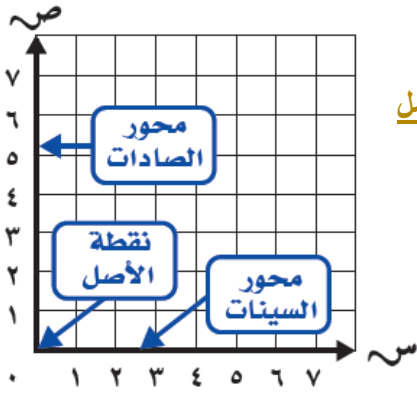 ص
٧
٦
٥
٤
٣
٢
١
محور
الصادات
نقطة
الأصل
محور
السينات
٠ ١ ٢ ٣ ٤ ٥ ٦ ٧
س